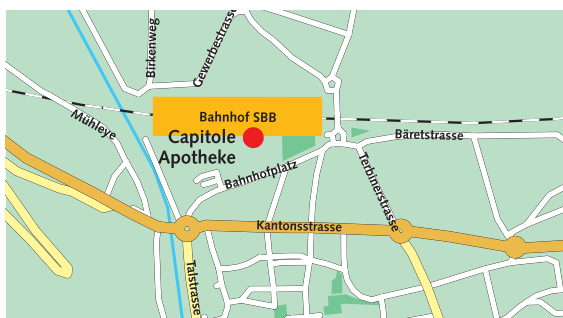 Birkenweg
Gewerbestrasse
Bahnhof SBB
Mühleye
Capitole
Apotheke
Bäretstrasse
Bahnhofplatz
Terbinerstrasse
Kantonsstrasse
Talstrasse